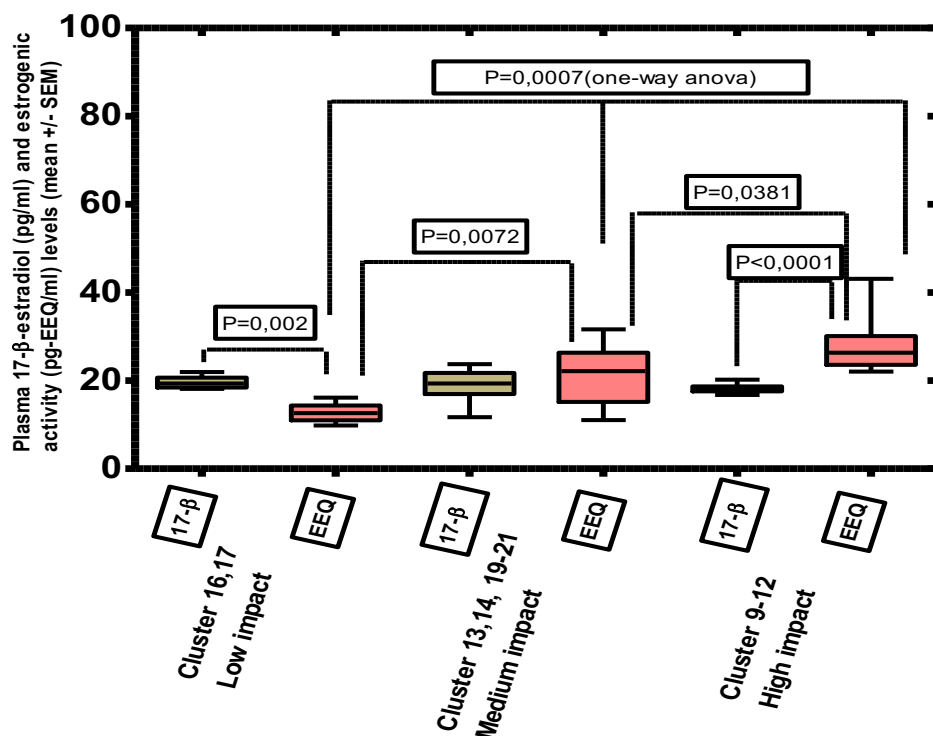 Plasma 17-β-estradiol (pg/ml) and estrogenic
activity (pg-EEQ/ml) levels (mean +/- SEM)
100
80
60
40
20
0
P=0,0007(one-way anova)
P=0,0381
P=0,0072
P<0,0001
P=0,002
17-β
EEQ
17-β
EEQ
17-β
EEQ
Cluster 16,17
Low impact
Cluster 13,14, 19-21
Medium impact
Cluster 9-12
High impact